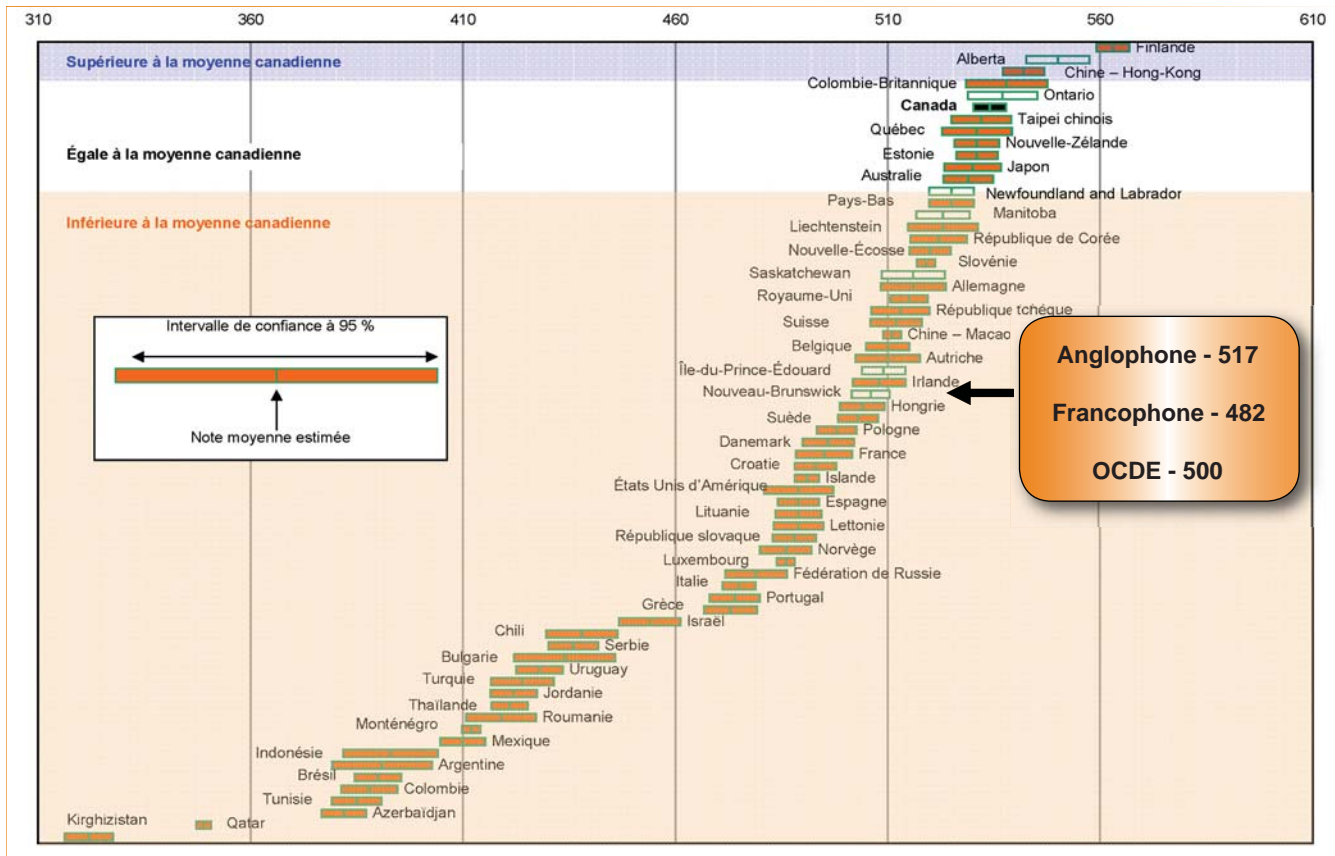 310 360 410 460 510 560 610
Finlande
Supérieure à la moyenne canadienne
Alberta
Chine – Hong-Kong
Colombie-Britannique
Ontario
Canada
Taipei chinois
Québec
Nouvelle-Zélande
Égale à la moyenne canadienne
Estonie
Japon
Australie
Newfoundland and Labrador
Pays-Bas
Inférieure à la moyenne canadienne
Manitoba
Liechtenstein
République de Corée
Nouvelle-Écosse
Slovénie
Saskatchewan
Allemagne
Royaume-Uni
République tchèque
Intervalle de confiance à 95 %
Suisse
Chine – Macao
Belgique
Autriche
Île-du-Prince-Édouard
Irlande
Nouveau-Brunswick
Hongrie
Suède
Pologne
Note moyenne estimée
Danemark
France
Croatie
Islande
États Unis d'Amérique
Espagne
Lituanie
Lettonie
République slovaque
Norvège
Luxembourg
Fédération de Russie
Italie
Portugal
Grèce
Israël
Chili
Serbie
Bulgarie
Uruguay
Turquie
Jordanie
Thaïlande
Roumanie
Monténégro
Mexique
Indonésie
Argentine
Brésil
Colombie
Tunisie
Azerbaïdjan
Kirghizistan
Qatar
Anglophone - 517
Francophone - 482
OCDE - 500